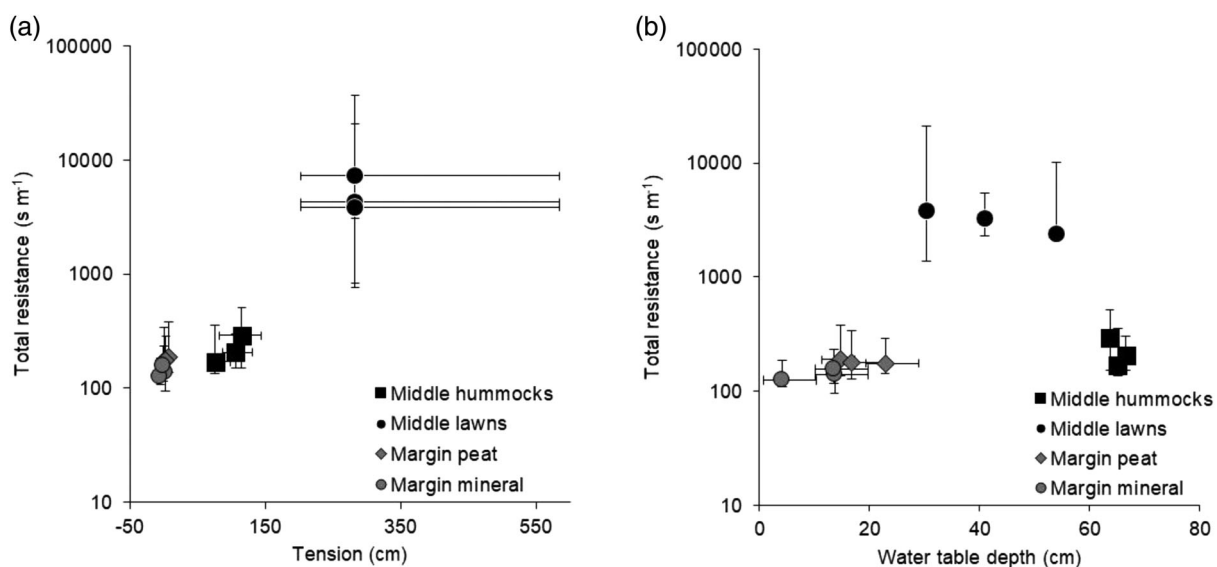 (a)
100000
10000
1000
100
10
Total resistance (s m⁻¹)
-50 150 350 550
Tension (cm)
Middle hummocks
Middle lawns
Margin peat
Margin mineral
(b)
100000
10000
1000
100
10
Total resistance (s m⁻¹)
0 20 40 60 80
Water table depth (cm)
Middle hummocks
Middle lawns
Margin peat
Margin mineral